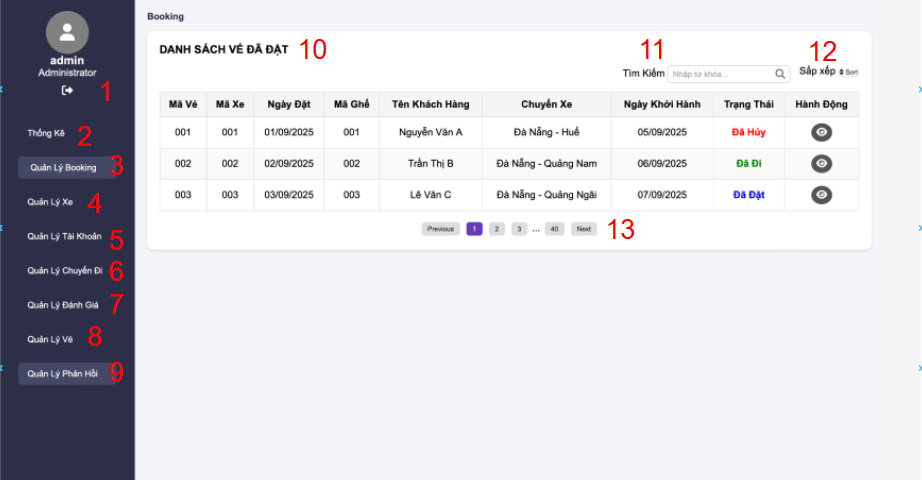 admin
Administrator
1
Thống Kê 2
Quản Lý Booking 3
Quản Lý Xe 4
Quản Lý Tài Khoản 5
Quản Lý Chuyến Đi 6
Quản Lý Đánh Giá 7
Quản Lý Vé 8
Quản Lý Phản Hồi 9
Booking
DANH SÁCH VÉ ĐÃ ĐẶT 10
11 12
Tìm Kiếm Nhập từ khóa... Sắp xếp Sort
Mã Vé Mã Xe Ngày Đặt Mã Ghế Tên Khách Hàng Chuyến Xe Ngày Khởi Hành Trạng Thái Hành Động
001 001 01/09/2025 001 Nguyễn Văn A Đà Nẵng - Huế 05/09/2025 Đã Hủy
002 002 02/09/2025 002 Trần Thị B Đà Nẵng - Quảng Nam 06/09/2025 Đã Đi
003 003 03/09/2025 003 Lê Văn C Đà Nẵng - Quảng Ngãi 07/09/2025 Đã Đặt
Previous 1 2 3 ... 40 Next 13